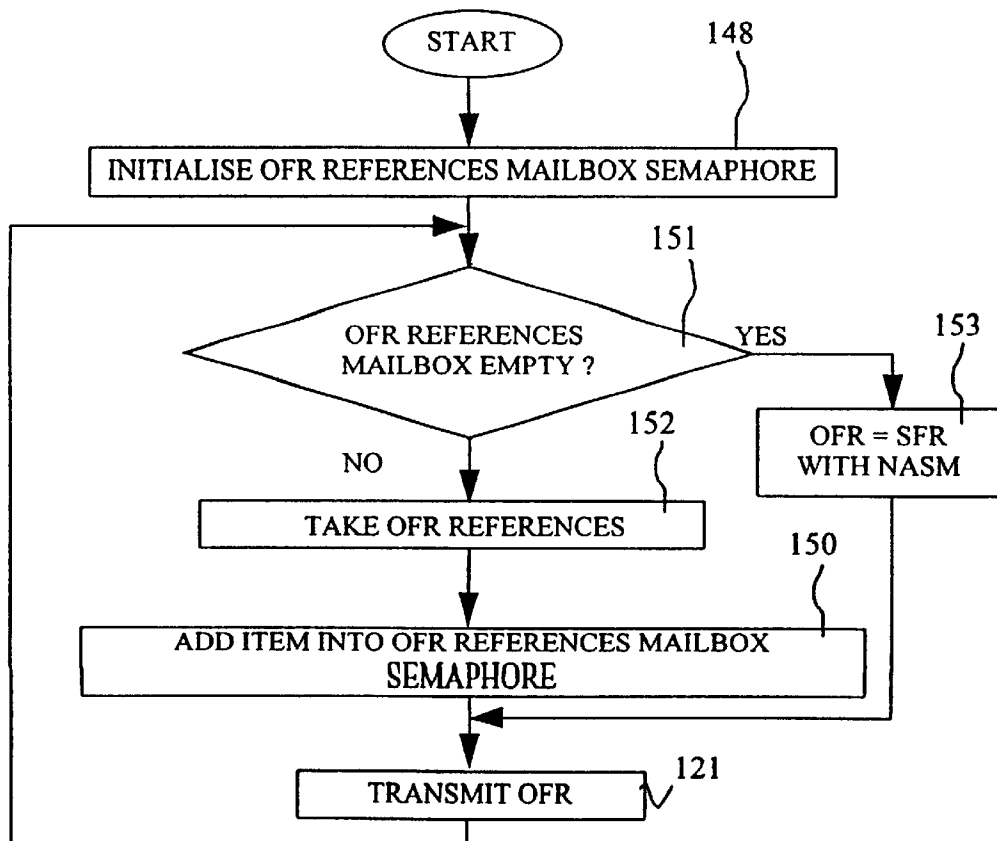 START
148
INITIALISE OFR REFERENCES MAILBOX SEMAPHORE
151
OFR REFERENCES
MAILBOX EMPTY ?
YES
153
OFR = SFR
WITH NASM
152
NO
TAKE OFR REFERENCES
150
ADD ITEM INTO OFR REFERENCES MAILBOX
SEMAPHORE
121
TRANSMIT OFR